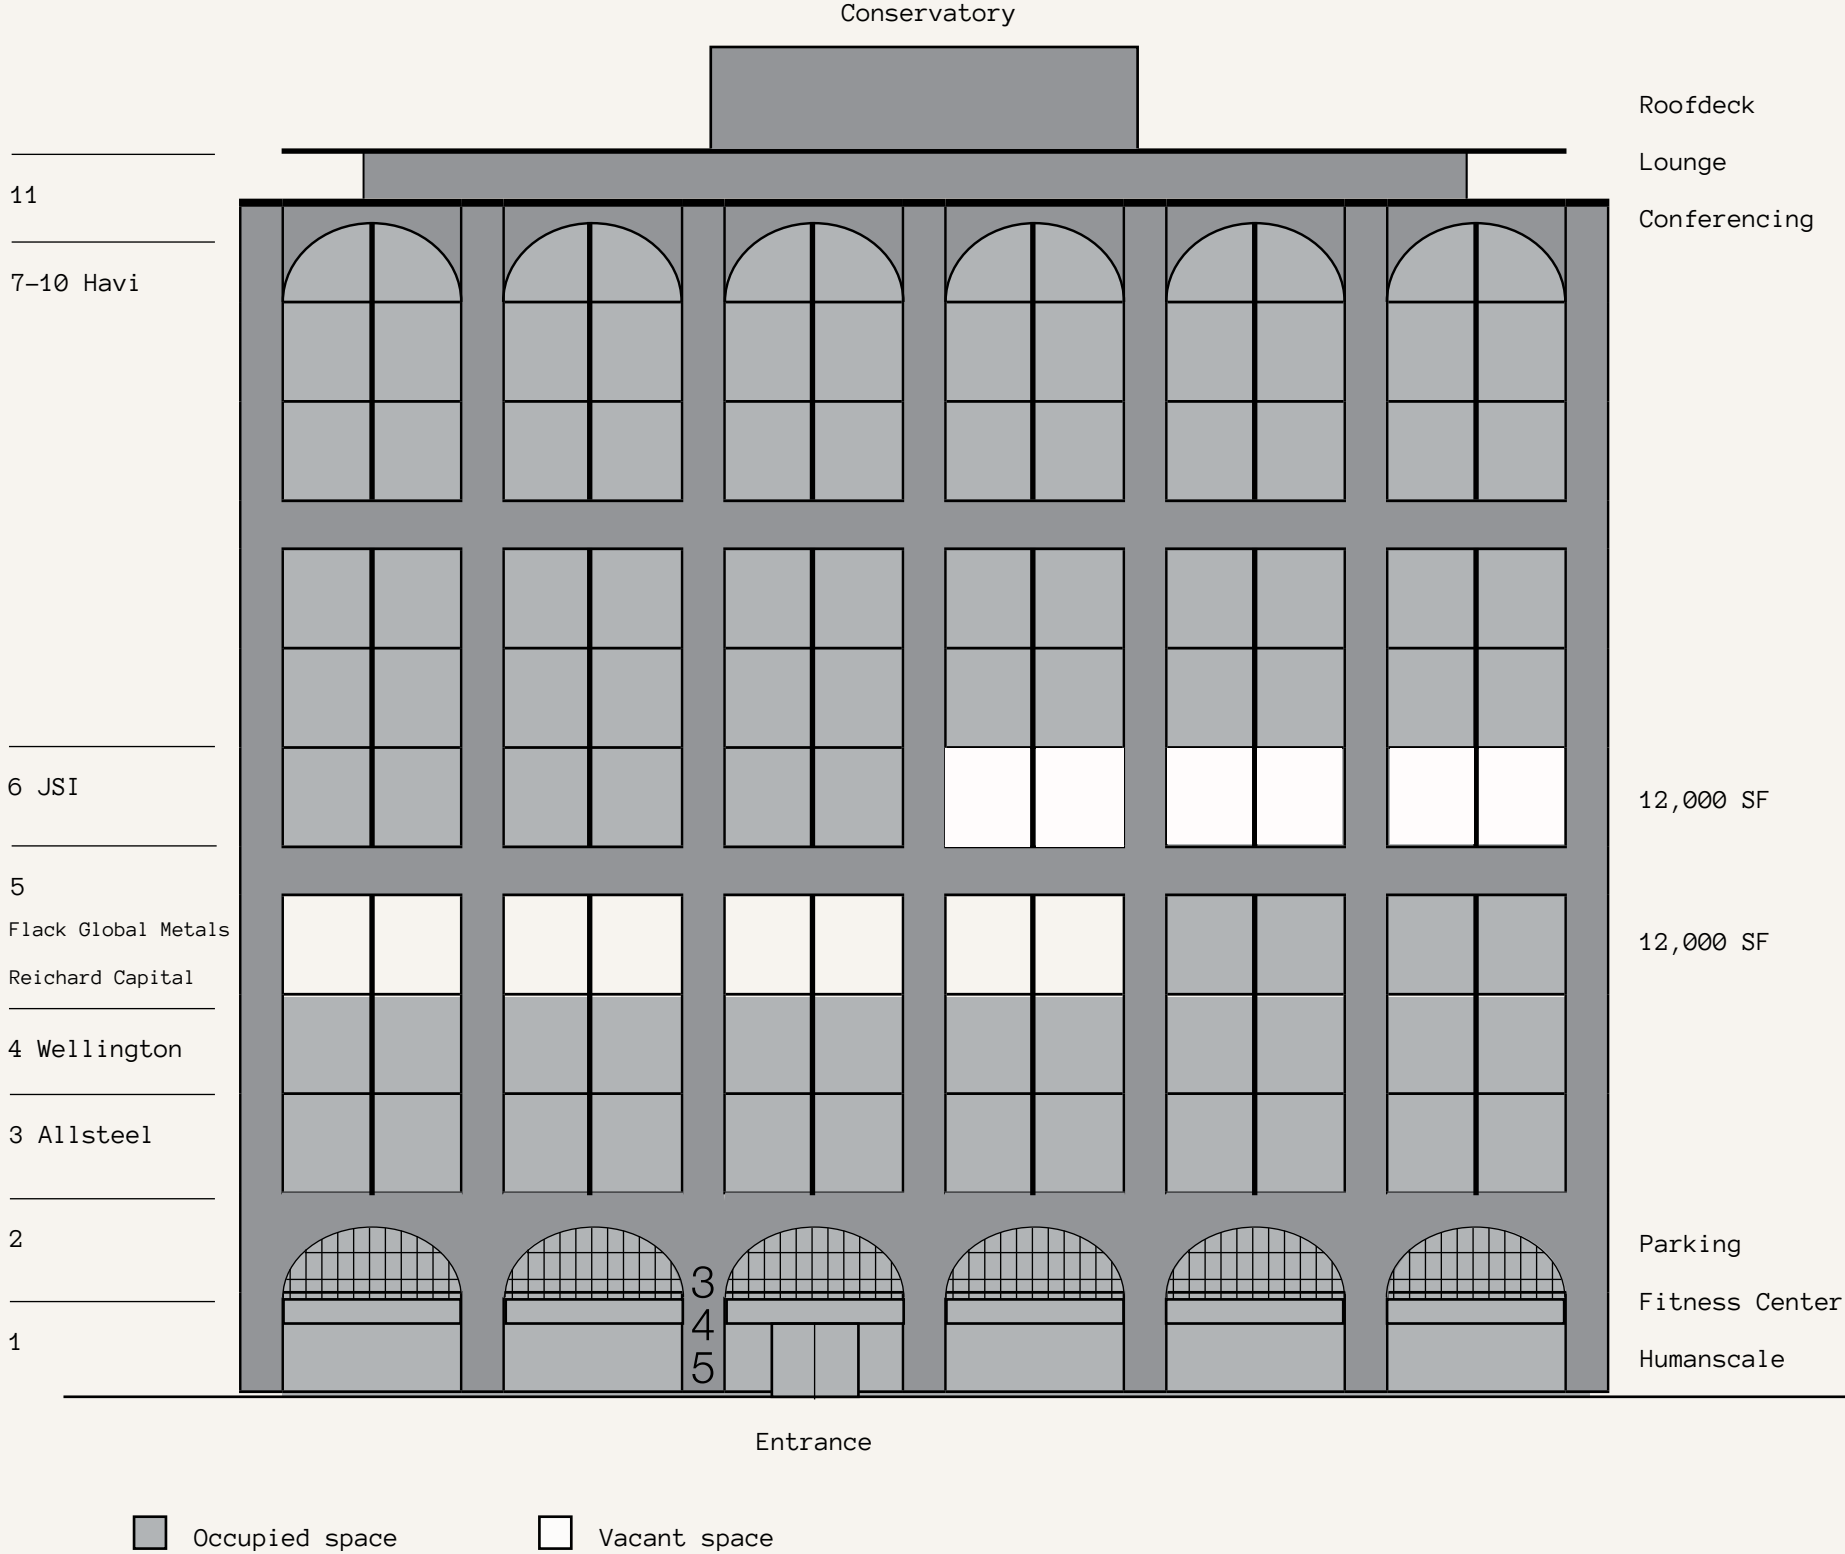 Conservatory
Roofdeck
Lounge
11
Conferencing
7–10 Havi
6 JSI
12,000 SF
5
Flack Global Metals
12,000 SF
Reichard Capital
4 Wellington
3 Allsteel
2
Parking
3
Fitness Center
4
1
Humanscale
5
Entrance
Occupied space
Vacant space